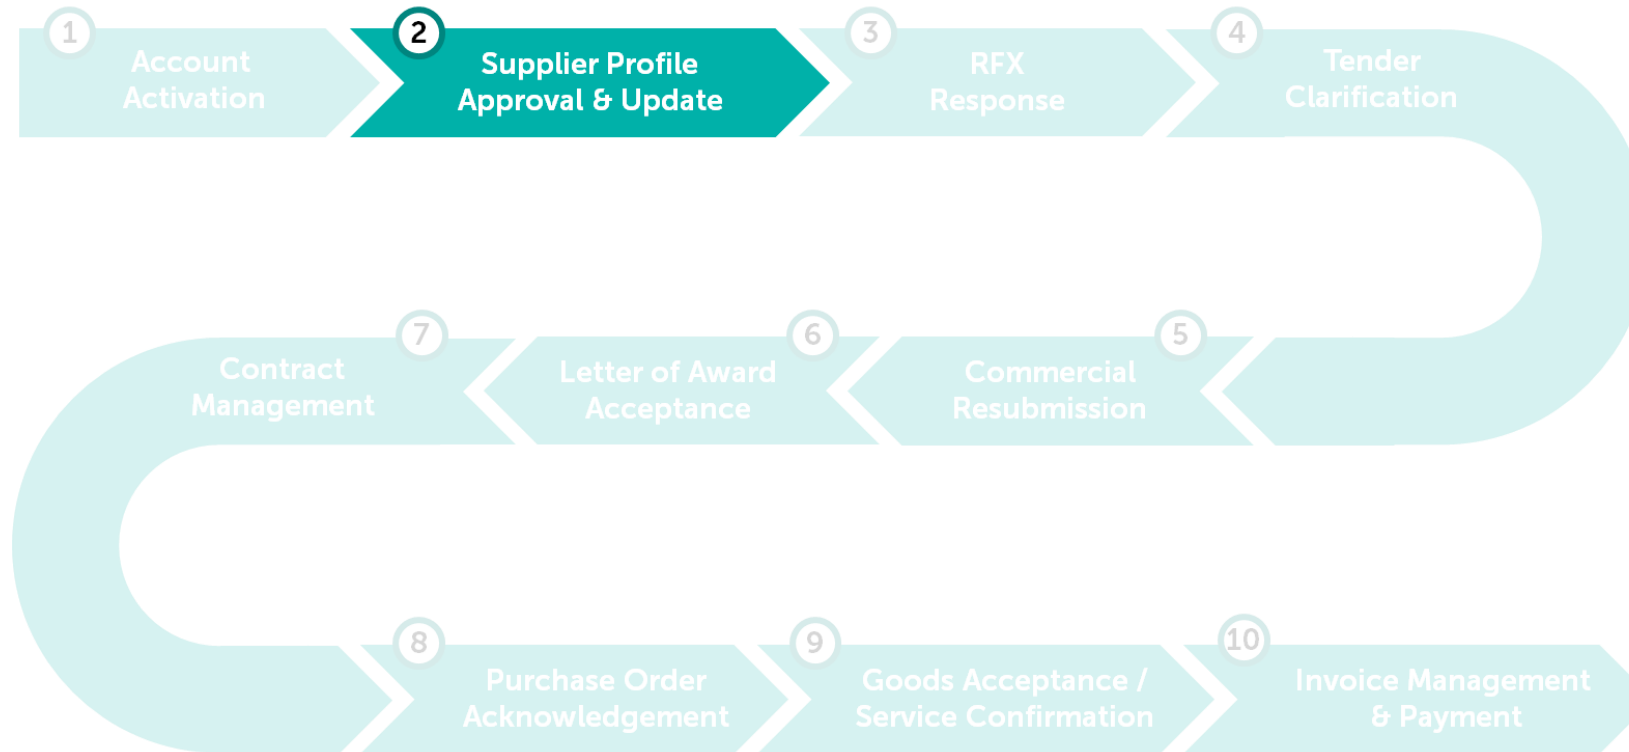 1
Account
Activation
2
Supplier Profile
Approval & Update
3
RFX
Response
4
Tender
Clarification
5
Commercial
Resubmission
6
Letter of Award
Acceptance
7
Contract
Management
8
Purchase Order
Acknowledgement
9
Goods Acceptance /
Service Confirmation
10
Invoice Management
& Payment